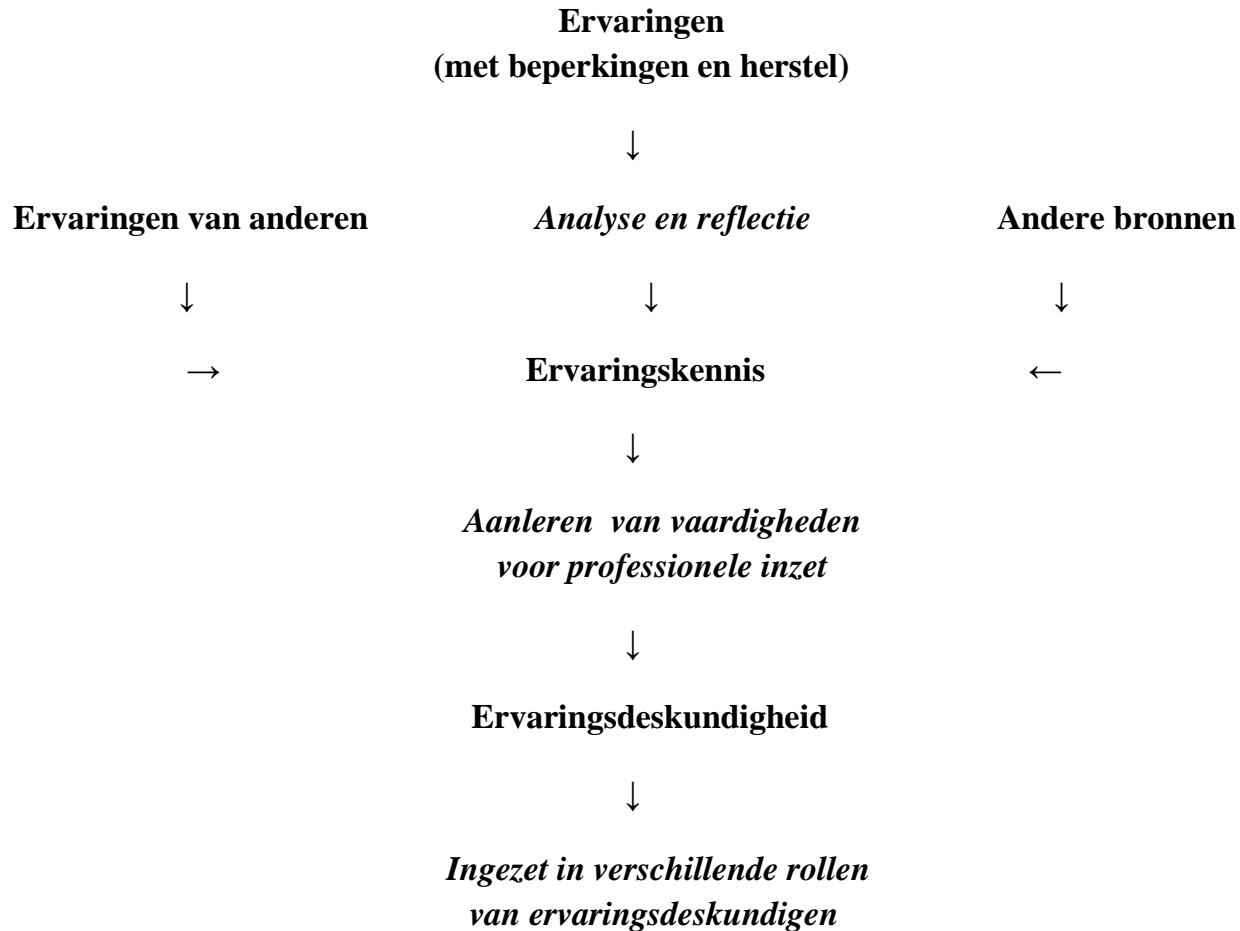 Ervaringen
(met beperkingen en herstel)
↓
Ervaringen van anderen Analyse en reflectie Andere bronnen
↓ ↓ ↓
→ Ervaringskennis ←
↓
Aanleren van vaardigheden
voor professionele inzet
↓
Ervaringsdeskundigheid
↓
Ingezet in verschillende rollen
van ervaringsdeskundigen